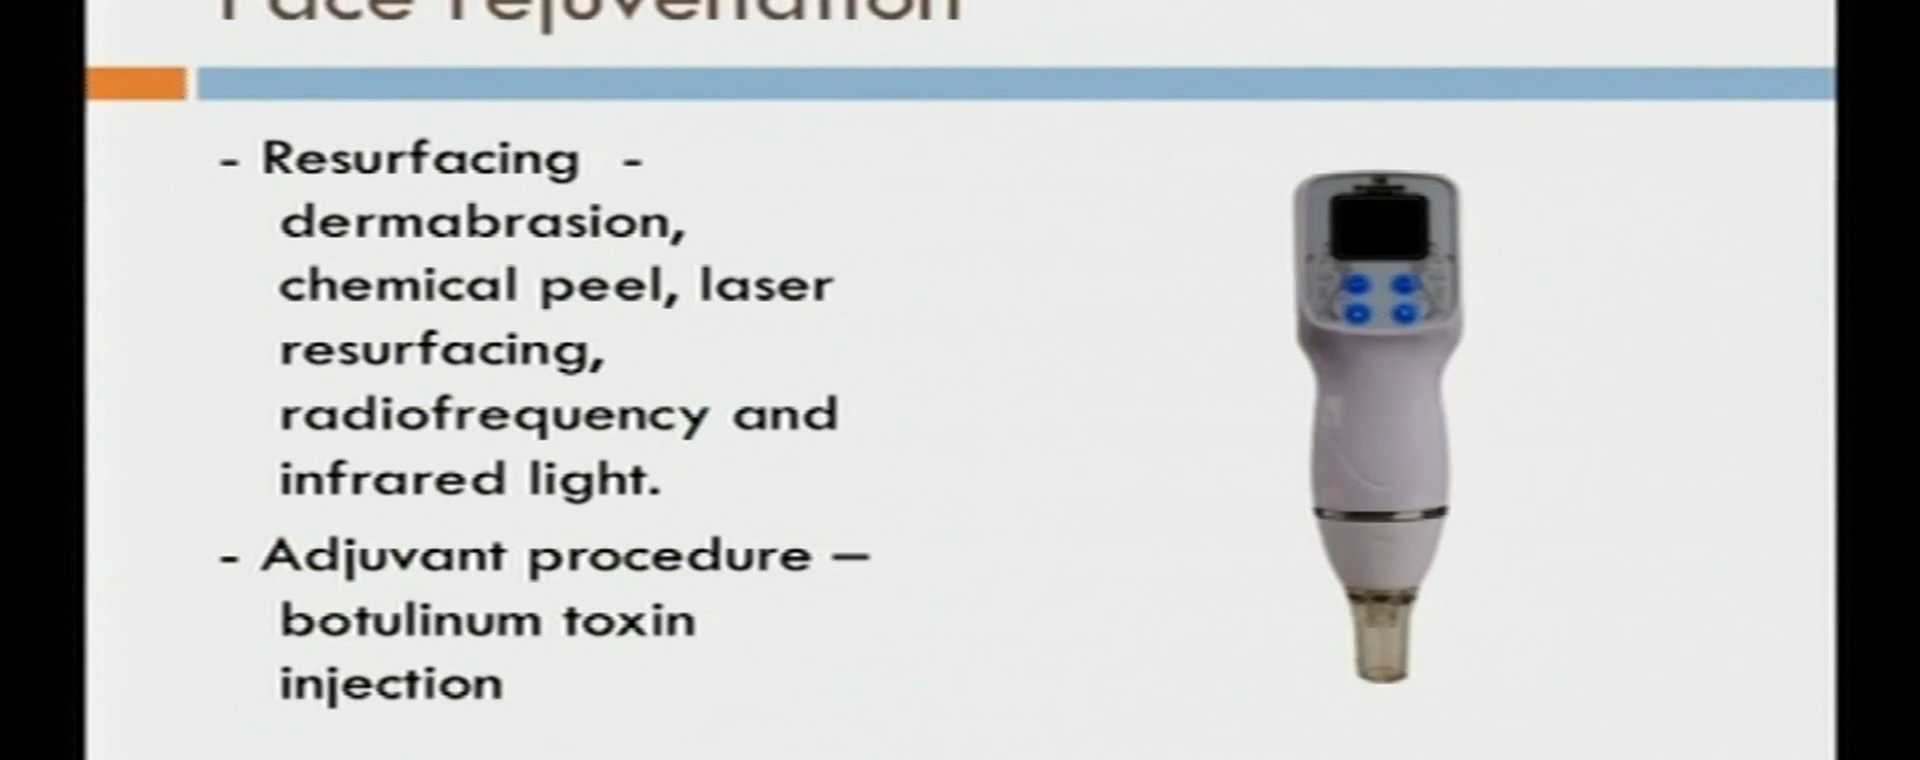 Face rejuvenation
- Resurfacing -
dermabrasion,
chemical peel, laser
resurfacing,
radiofrequency and
infrared light.
- Adjuvant procedure –
botulinum toxin
injection